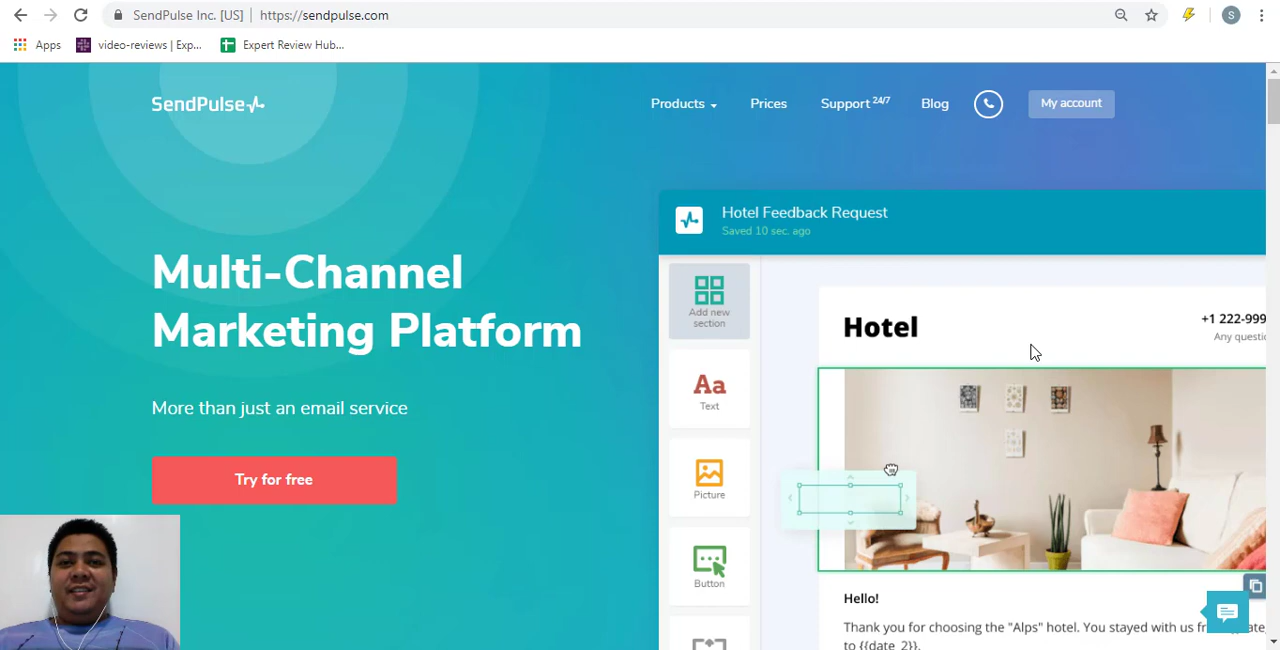 SendPulse Inc. [US] | https://sendpulse.com
S
Apps video-reviews | Exp... Expert Review Hub...
SendPulse
Products Prices Support 24/7 Blog My account
Hotel Feedback Request
Saved 10 sec. ago
Multi-Channel
Marketing Platform
More than just an email service
Try for free
Add new
section
Aa
Text
Picture
Button
Hotel
+1 222-999
Any questio
Hello!
Thank you for choosing the "Alps" hotel. You stayed with us
to {{date_2}}.